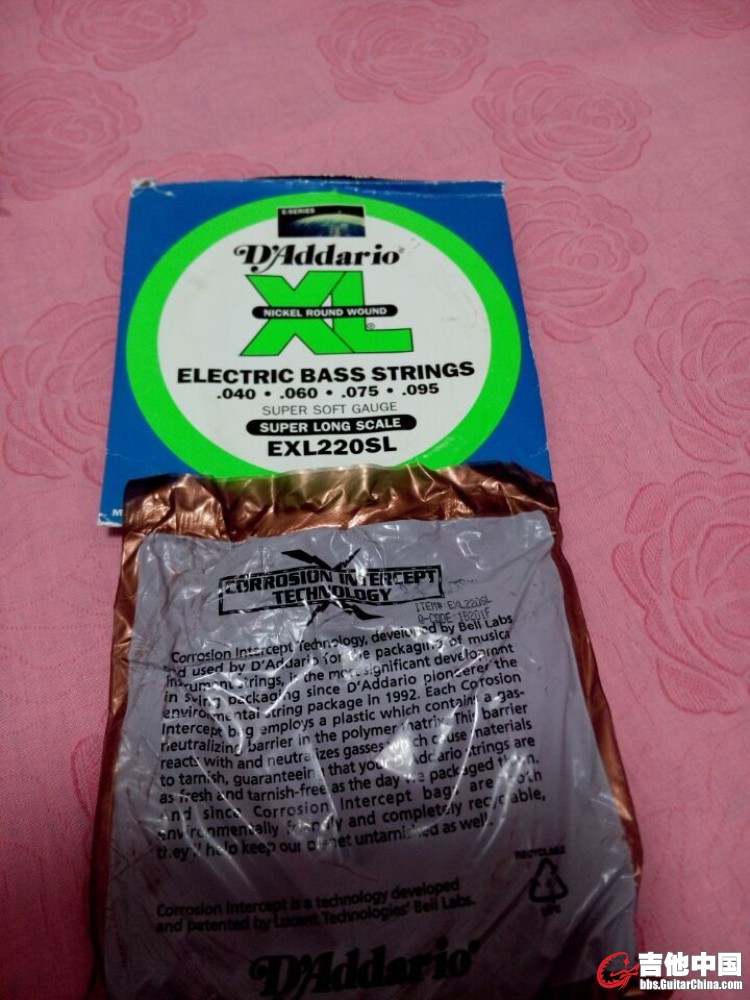 E-SERIES
D'Addario®
XL®
NICKEL ROUND WOUND
ELECTRIC BASS STRINGS
.040 • .060 • .075 • .095
SUPER SOFT GAUGE
SUPER LONG SCALE
EXL220SL
M
CORROSION INTERCEPT
TECHNOLOGY
ITEM# EXL220SL
Q-CODE 18201F
Corrosion Intercept Technology, developed by Bell Labs
and used by D'Addario for the packaging of musica
instrument strings, is the most significant development
in string packaging since D'Addario pioneered the
environmental string package in 1992. Each Corrosion
Intercept bag employs a plastic which contains a gas-
neutralizing barrier in the polymer matrix. This barrier
reacts with and neutralizes gasses which cause materials
to tarnish, guaranteeing that your D'Addario strings are
as fresh and tarnish-free as the day we packaged them.
And since Corrosion Intercept bags are both
environmentally friendly and completely recyclable,
they'll help keep our planet untarnished as well.
RECYCLABLE
Corrosion Intercept is a technology developed
and patented by Lucent Technologies' Bell Labs.
D'Addario®
吉他中国
bbs.GuitarChina.com